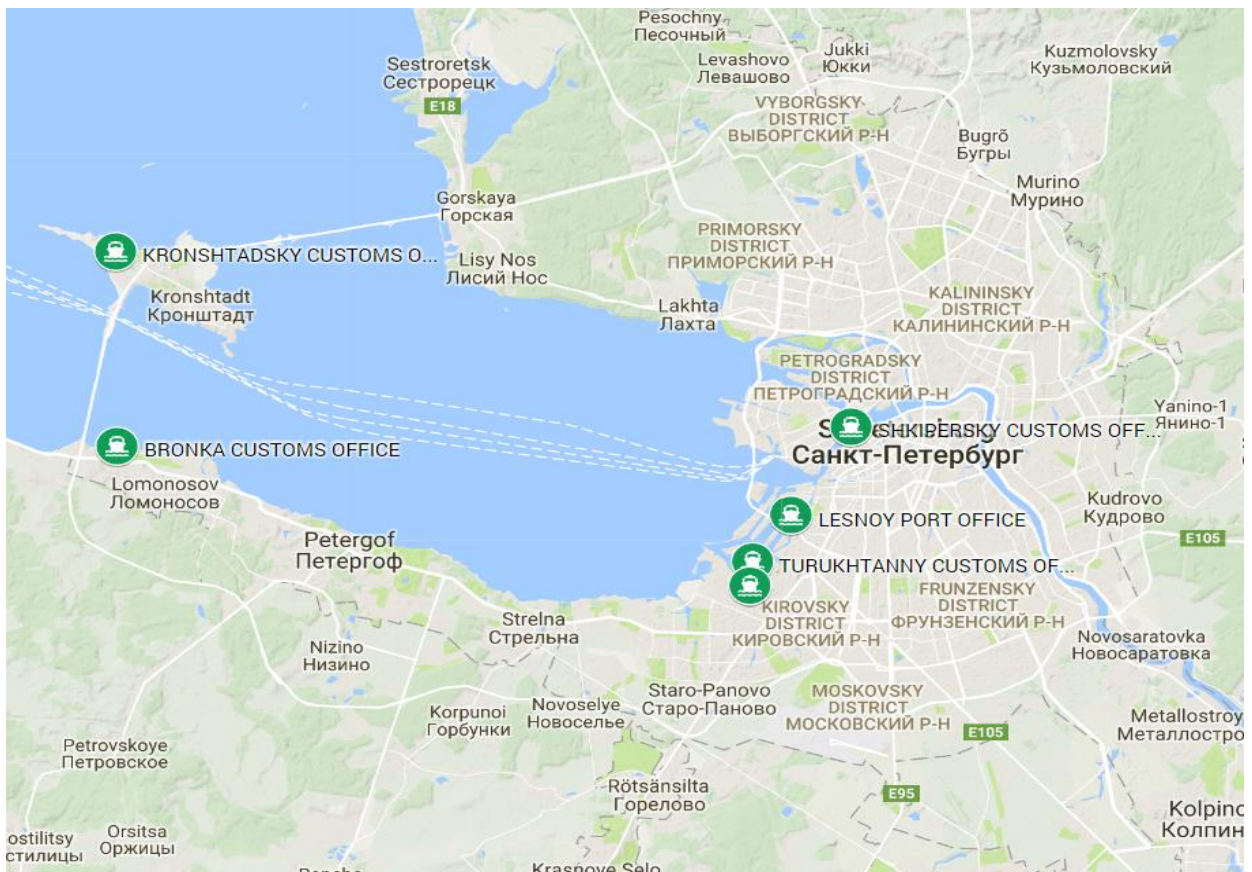 Pesochny
Песочный
Jukki
Юкки
Kuzmolovsky
Кузьмоловский
Levashovo
Левашово
Sestroretsk
Сестрорецк
E18
VYBORGSKY
DISTRICT
ВЫБОРГСКИЙ Р-Н
Bugrõ
Бугры
Murino
Мурино
Gorskaya
Горская
PRIMORSKY
DISTRICT
ПРИМОРСКИЙ Р-Н
KRONSHTADSKY CUSTOMS O...
Lisy Nos
Лисий Нос
Kronshtadt
Кронштадт
Lakhta
Лахта
KALININSKY
DISTRICT
КАЛИНИНСКИЙ Р-Н
PETROGRADSKY
DISTRICT
ПЕТРОГРАДСКИЙ Р-Н
Yanino-1
Янино-1
SHKIPERSKY CUSTOMS OFF...
Санкт-Петербург
BRONKA CUSTOMS OFFICE
Lomonosov
Ломоносов
Kudrovo
Кудрово
LESNOY PORT OFFICE
E105
Petergof
Петергоф
TURUKHTANNY CUSTOMS OF...
KIROVSKY
DISTRICT
КИРОВСКИЙ Р-Н
FRUNZENSKY
DISTRICT
ФРУНЗЕНСКИЙ Р-Н
Strelna
Стрельна
Nizino
Низино
Novosaratovka
Новосаратовка
Staro-Panovo
Старо-Паново
MOSKOVSKY
DISTRICT
МОСКОВСКИЙ Р-Н
Korpunoi
Горбунки
Novoselye
Новоселье
E105
Metallostroy
Металлостро
Petrovskoye
Петровское
Rötsänsilta
Горелово
E95
Kolpino
Колпин
ostilitsy
стилицы
Orsitsa
Оржицы
Krasnoye Selo